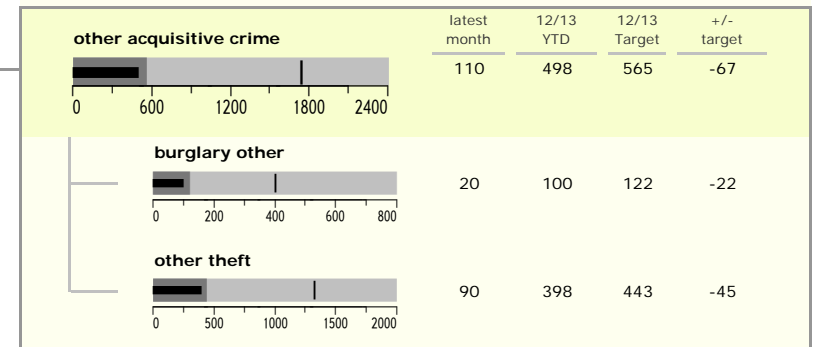 latest 12/13 12/13 +/-
other acquisitive crime month YTD Target target
110 498 565 -67
0 600 1200 1800 2400
burglary other
20 100 122 -22
0 200 400 600 800
other theft
90 398 443 -45
0 500 1000 1500 2000